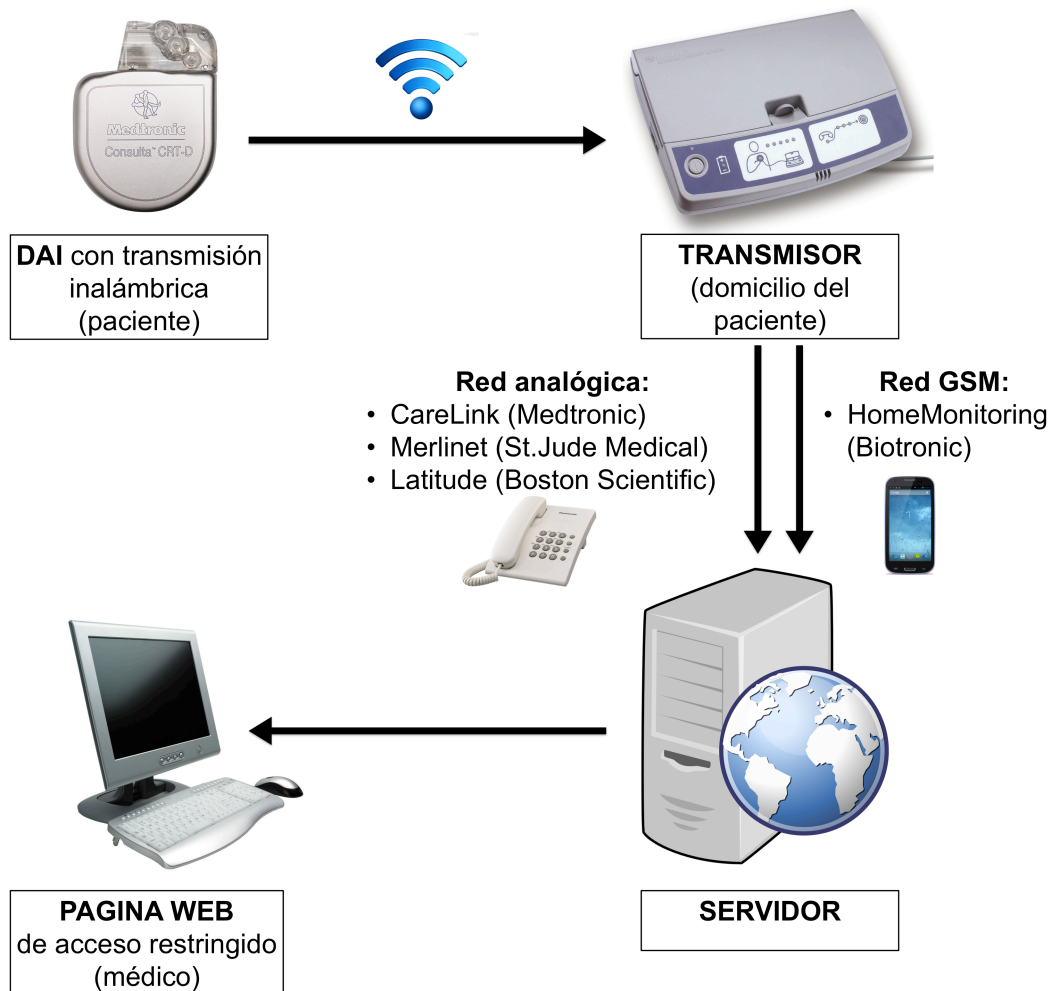 Medtronic
Consulta™ CRT-D
DAI con transmisión
inalámbrica
(paciente)
TRANSMISOR
(domicilio del
paciente)
Red analógica:
• CareLink (Medtronic)
• Merlinet (St.Jude Medical)
• Latitude (Boston Scientific)
Red GSM:
• HomeMonitoring
(Biotronic)
PAGINA WEB
de acceso restringido
(médico)
SERVIDOR